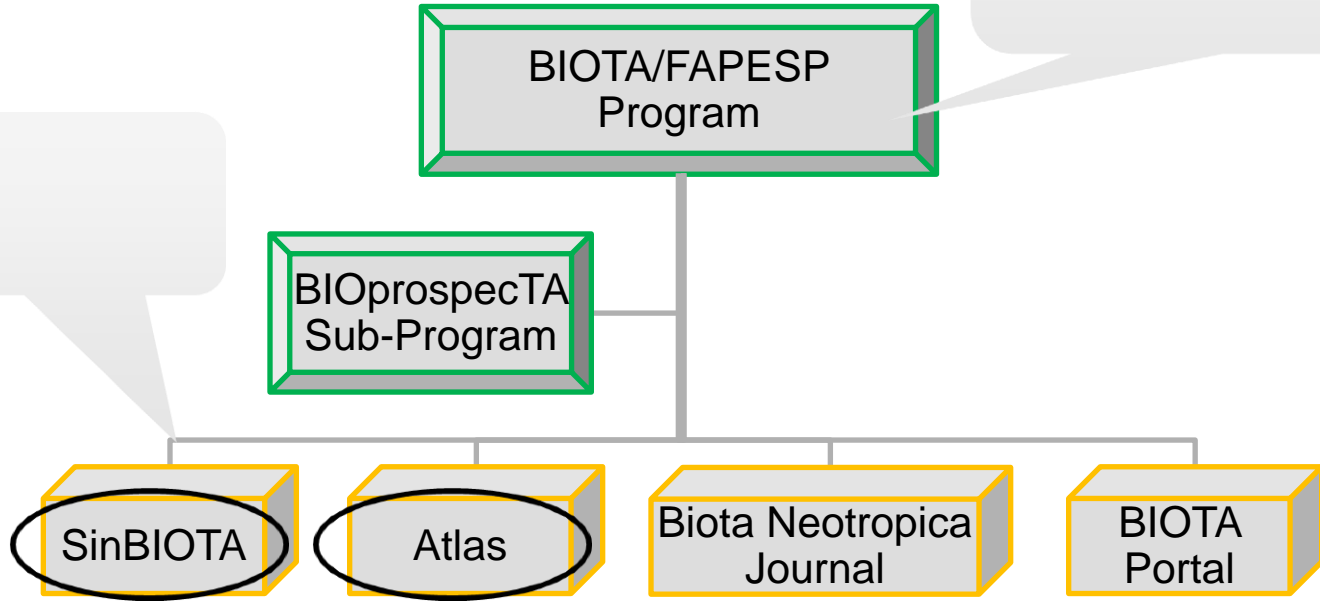 BIOTA/FAPESP
Program
BIOprospecTA
Sub-Program
SinBIOTA
Atlas
Biota Neotropica
Journal
BIOTA
Portal